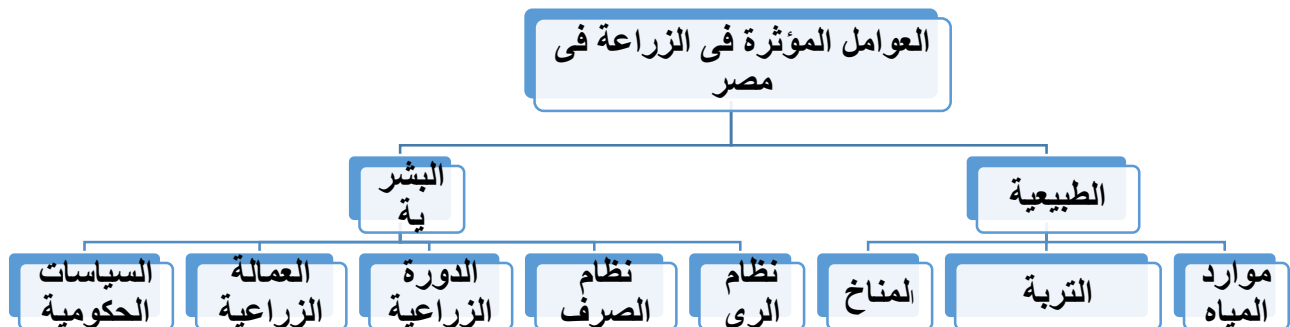 العوامل المؤثرة فى الزراعة فى
مصر
الطبيعية
البشر
ية
موارد
المياه
التربة
المناخ
نظام
الرى
نظام
الصرف
الدورة
الزراعية
العمالة
الزراعية
السياسات
الحكومية